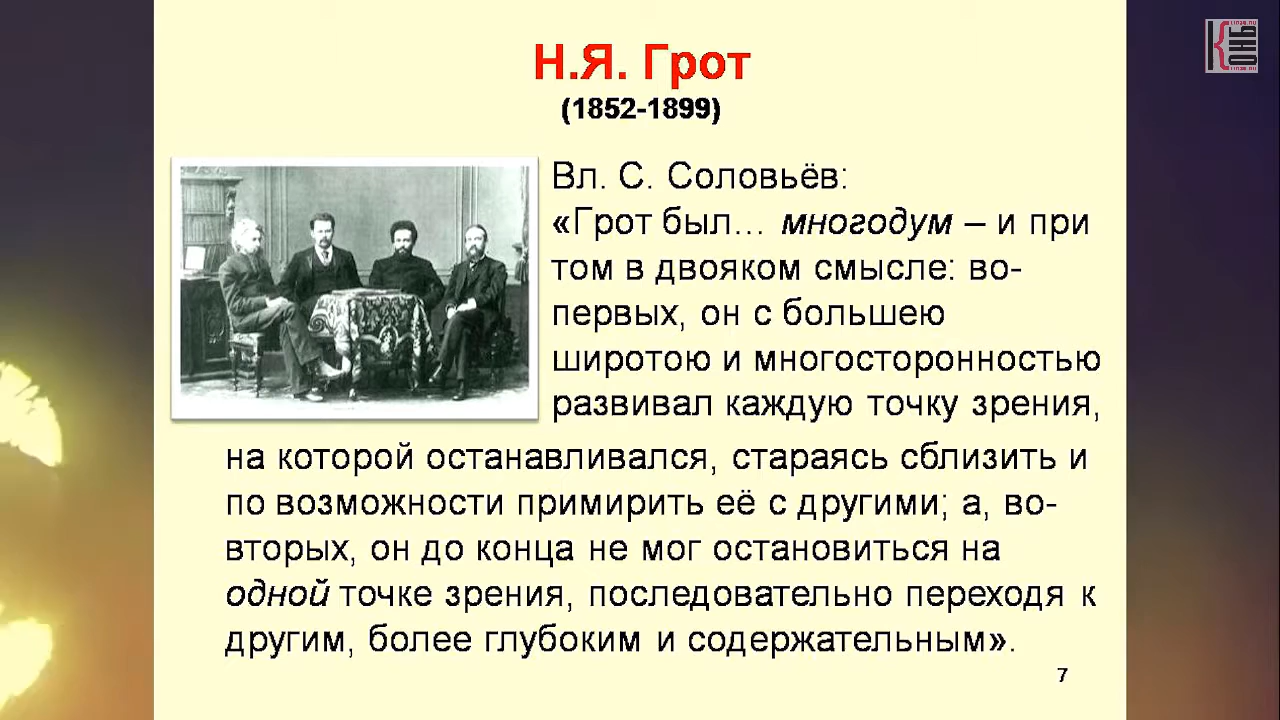 Н.Я. Грот
(1852-1899)
Вл. С. Соловьёв:
«Грот был... многодум – и при
том в двояком смысле: во-
первых, он с большею
широтою и многосторонностью
развивал каждую точку зрения,
на которой останавливался, стараясь сблизить и
по возможности примирить её с другими; а, во-
вторых, он до конца не мог остановиться на
одной точке зрения, последовательно переходя к
другим, более глубоким и содержательным».
7